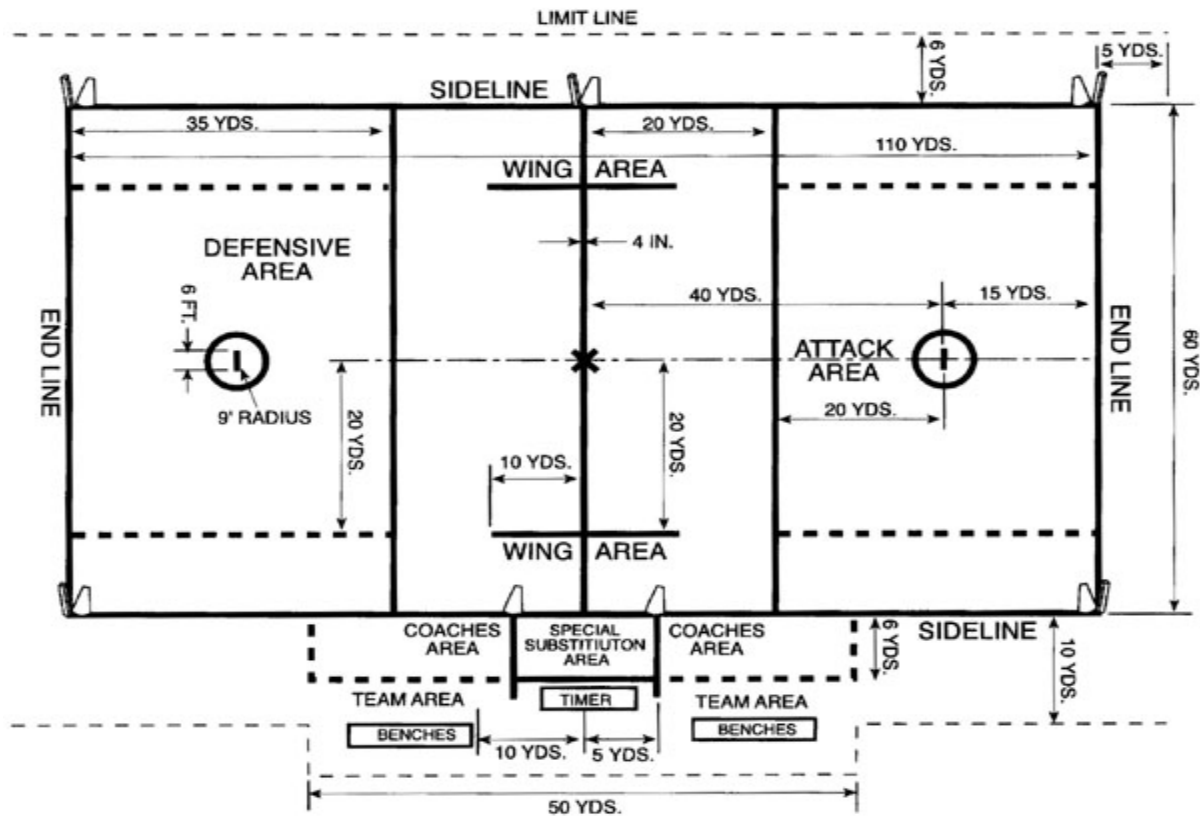 LIMIT LINE
6 YDS.
5 YDS.
SIDELINE
35 YDS.
20 YDS.
110 YDS.
WING AREA
DEFENSIVE
AREA
4 IN.
6 FT.
40 YDS.
15 YDS.
END LINE
ATTACK
AREA
END LINE
60 YDS.
9' RADIUS
20 YDS.
20 YDS.
20 YDS.
10 YDS.
WING AREA
COACHES
AREA
SPECIAL
SUBSTITIUTON
AREA
COACHES
AREA
6 YDS.
SIDELINE
10 YDS.
TEAM AREA
TIMER
TEAM AREA
BENCHES
BENCHES
10 YDS.
5 YDS.
50 YDS.